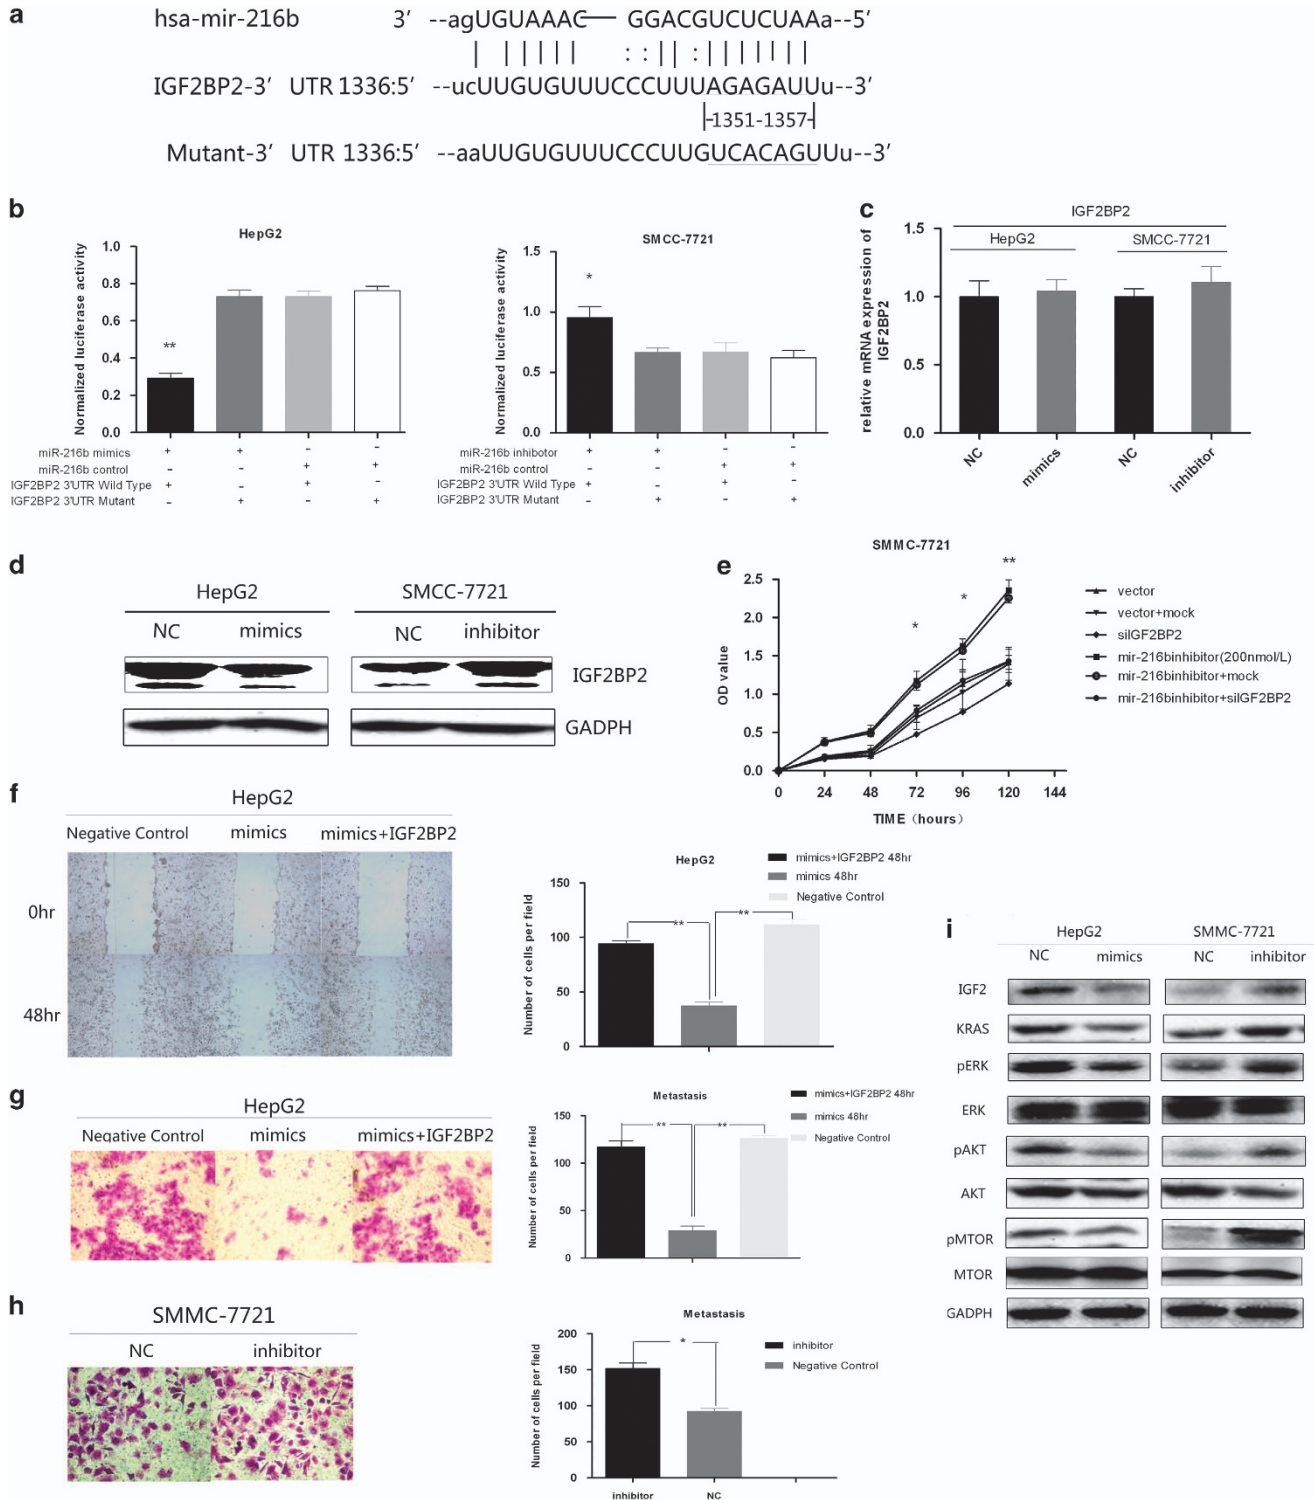 a
hsa-mir-216b 3′ --agUGUAAAC— GGACGUCUCUAAa--5′
IGF2BP2-3′ UTR 1336:5′ --ucUUGUGUUUCCCUUUAGAGAUUu--3′
1351-1357
Mutant-3′ UTR 1336:5′ --aaUUGUGUUUCCCUUGUCACAGUUu--3′
b
HepG2
Normalized luciferase activity
1.0
0.8
0.6
0.4
0.2
0.0
**
miR-216b mimics + + - -
miR-216b control - - + +
IGF2BP2 3'UTR Wild Type + - + -
IGF2BP2 3'UTR Mutant - + - +
SMCC-7721
Normalized luciferase activity
1.5
1.0
0.5
0.0
*
miR-216b inhibotor + + - -
miR-216b control - - + +
IGF2BP2 3'UTR Wild Type + - + -
IGF2BP2 3'UTR Mutant - + - +
c
IGF2BP2
HepG2 SMCC-7721
relative mRNA expression of
IGF2BP2
1.5
1.0
0.5
0.0
NC mimics NC inhibitor
d
HepG2 SMCC-7721
NC mimics NC inhibitor
IGF2BP2
GADPH
e
SMMC-7721
OD value
2.5
2.0
1.5
1.0
0.5
0.0
* * **
0 24 48 72 96 120 144
TIME（hours）
vector
vector+mock
siIGF2BP2
mir-216binhibitor(200nmol/L)
mir-216binhibitor+mock
mir-216binhibitor+siIGF2BP2
f
HepG2
Negative Control mimics mimics+IGF2BP2
0hr
48hr
HepG2
mimics+IGF2BP2 48hr
mimics 48hr
Negative Control
Number of cells per field
150
100
50
0
** **
g
HepG2
Negative Control mimics mimics+IGF2BP2
Metastasis
mimics+IGF2BP2 48hr
mimics 48hr
Negative Control
Number of cells per field
150
100
50
0
** **
h
SMMC-7721
NC inhibitor
Metastasis
inhibitor
Negative Control
Number of cells per field
200
150
100
50
0
*
inhibitor NC
i
HepG2 SMMC-7721
NC mimics NC inhibitor
IGF2
KRAS
pERK
ERK
pAKT
AKT
pMTOR
MTOR
GADPH